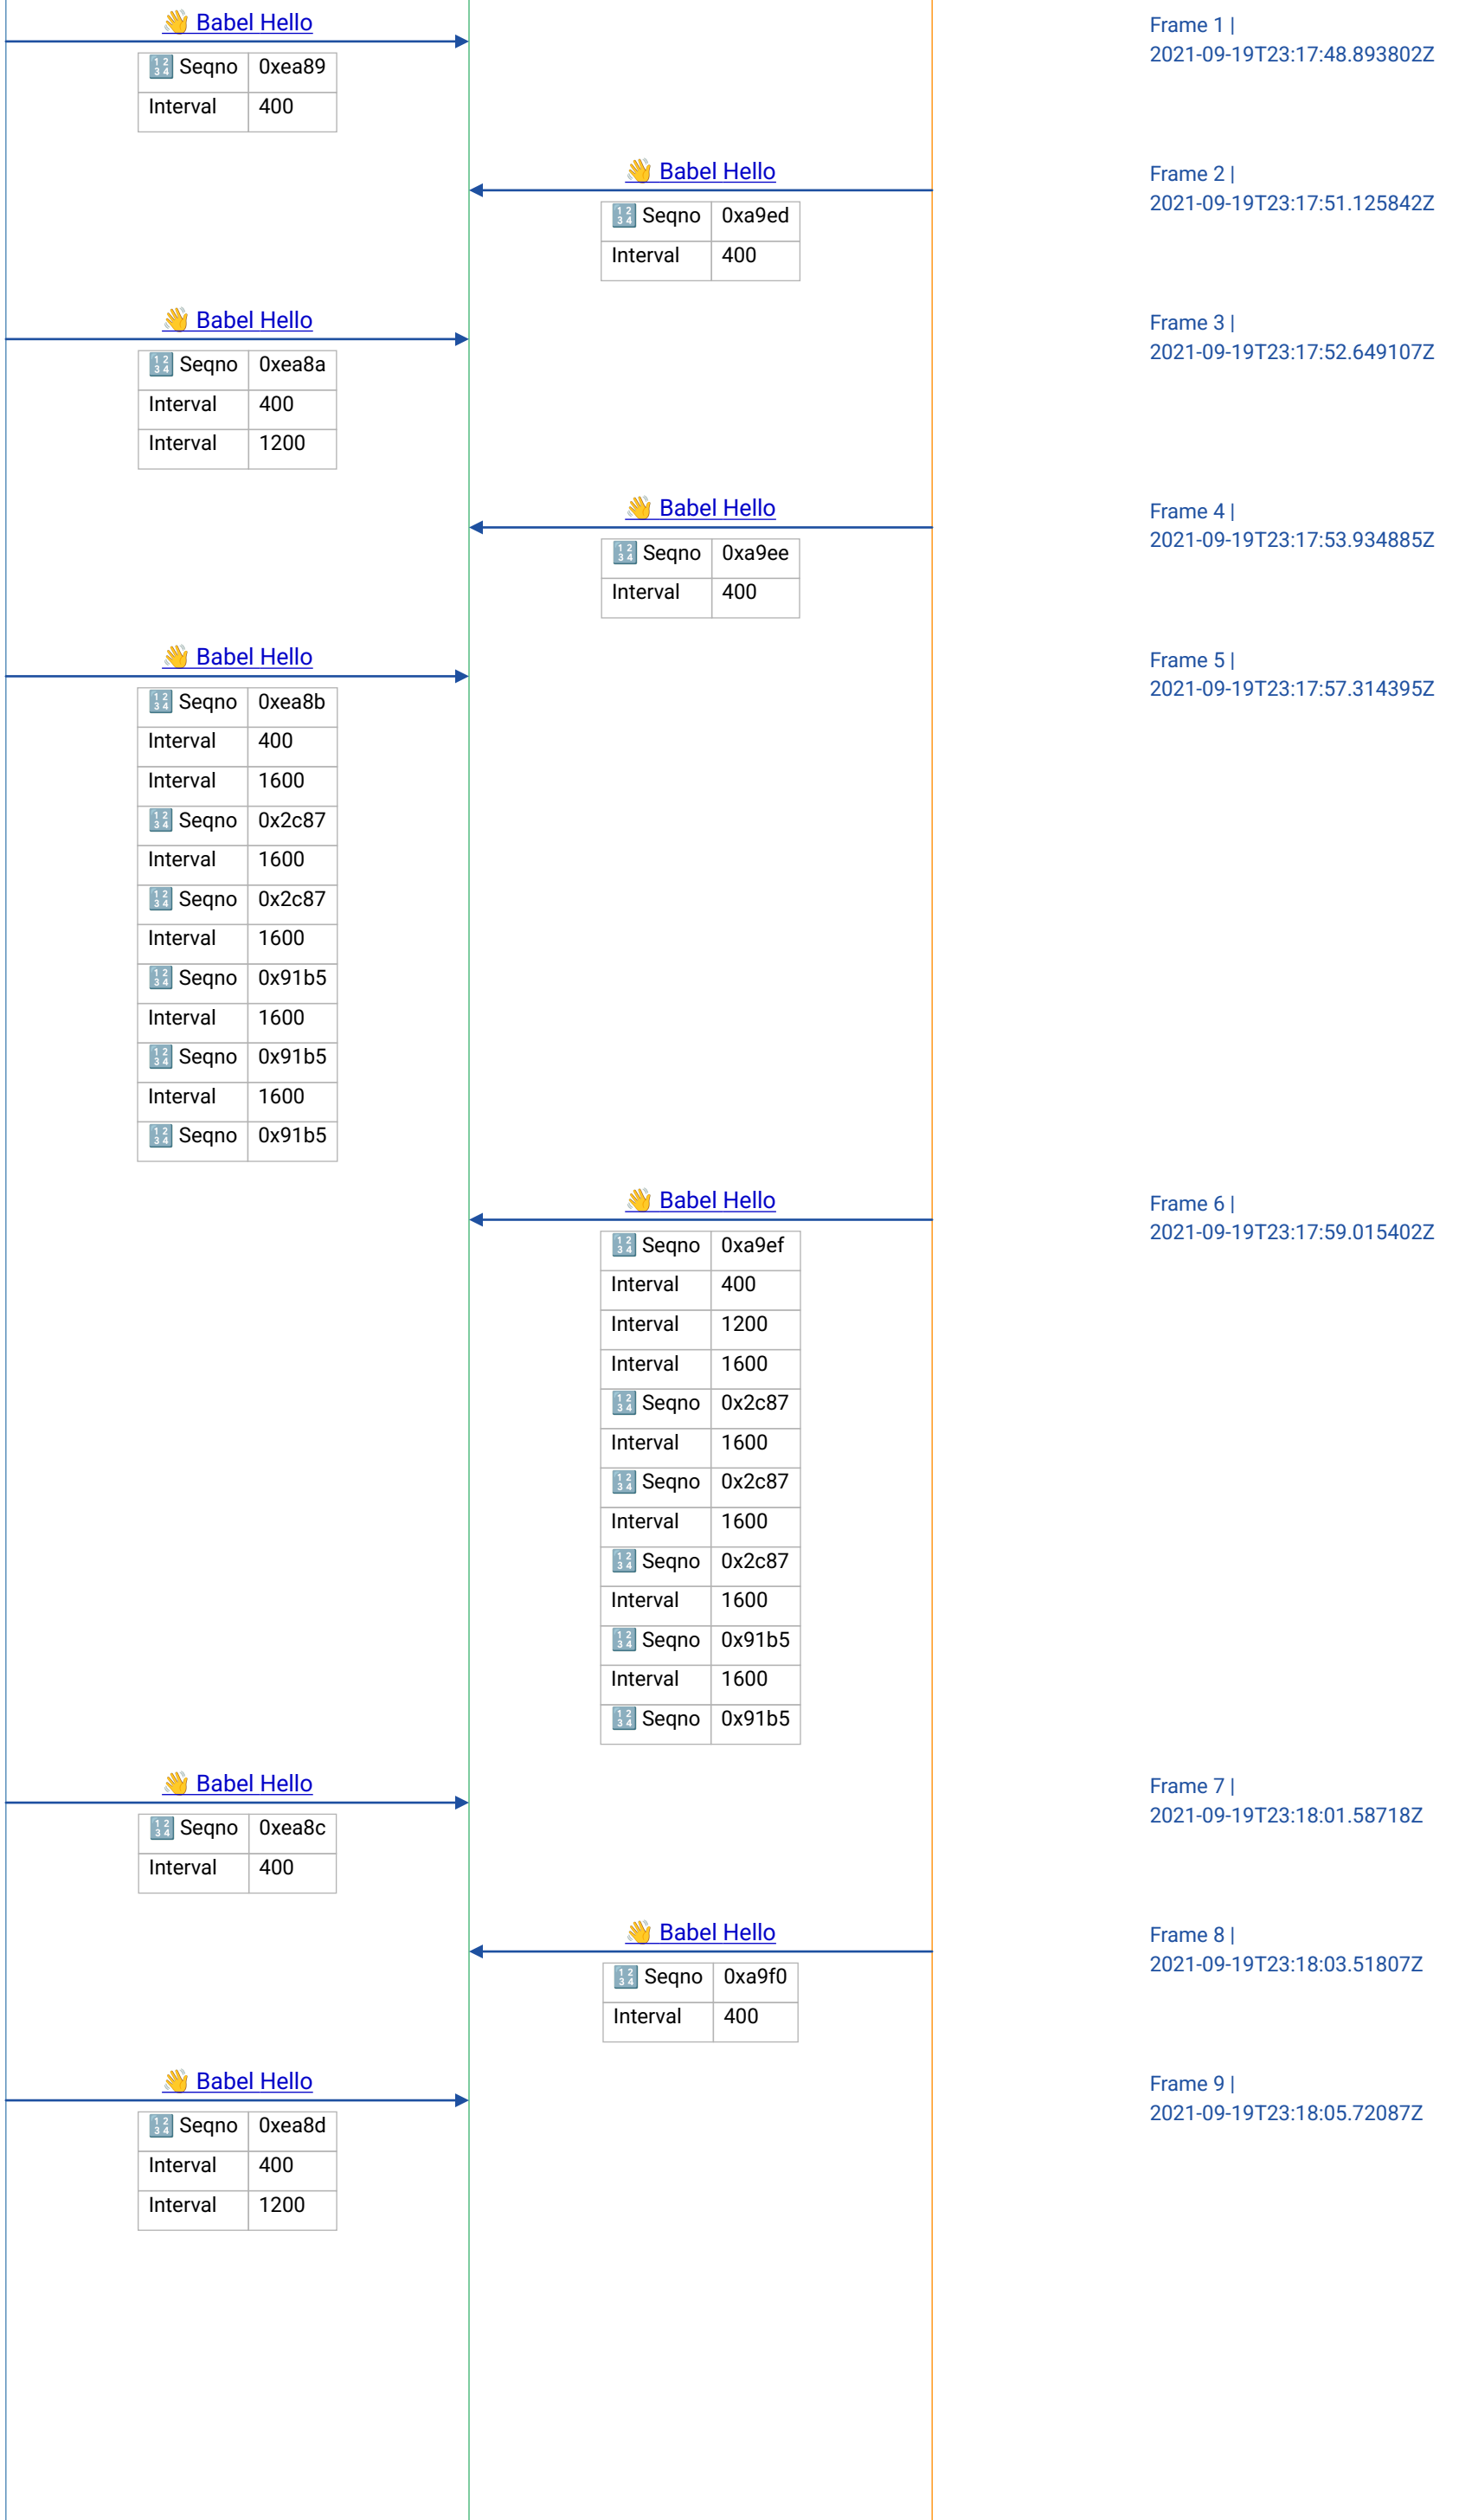 👋 Babel Hello
Frame 1 |
2021-09-19T23:17:48.893802Z
🔢 Seqno 0xea89
Interval 400
👋 Babel Hello
Frame 2 |
2021-09-19T23:17:51.125842Z
🔢 Seqno 0xa9ed
Interval 400
👋 Babel Hello
Frame 3 |
2021-09-19T23:17:52.649107Z
🔢 Seqno 0xea8a
Interval 400
Interval 1200
👋 Babel Hello
Frame 4 |
2021-09-19T23:17:53.934885Z
🔢 Seqno 0xa9ee
Interval 400
👋 Babel Hello
Frame 5 |
2021-09-19T23:17:57.314395Z
🔢 Seqno 0xea8b
Interval 400
Interval 1600
🔢 Seqno 0x2c87
Interval 1600
🔢 Seqno 0x2c87
Interval 1600
🔢 Seqno 0x91b5
Interval 1600
🔢 Seqno 0x91b5
Interval 1600
🔢 Seqno 0x91b5
👋 Babel Hello
Frame 6 |
2021-09-19T23:17:59.015402Z
🔢 Seqno 0xa9ef
Interval 400
Interval 1200
Interval 1600
🔢 Seqno 0x2c87
Interval 1600
🔢 Seqno 0x2c87
Interval 1600
🔢 Seqno 0x2c87
Interval 1600
🔢 Seqno 0x91b5
Interval 1600
🔢 Seqno 0x91b5
👋 Babel Hello
Frame 7 |
2021-09-19T23:18:01.58718Z
🔢 Seqno 0xea8c
Interval 400
👋 Babel Hello
Frame 8 |
2021-09-19T23:18:03.51807Z
🔢 Seqno 0xa9f0
Interval 400
👋 Babel Hello
Frame 9 |
2021-09-19T23:18:05.72087Z
🔢 Seqno 0xea8d
Interval 400
Interval 1200